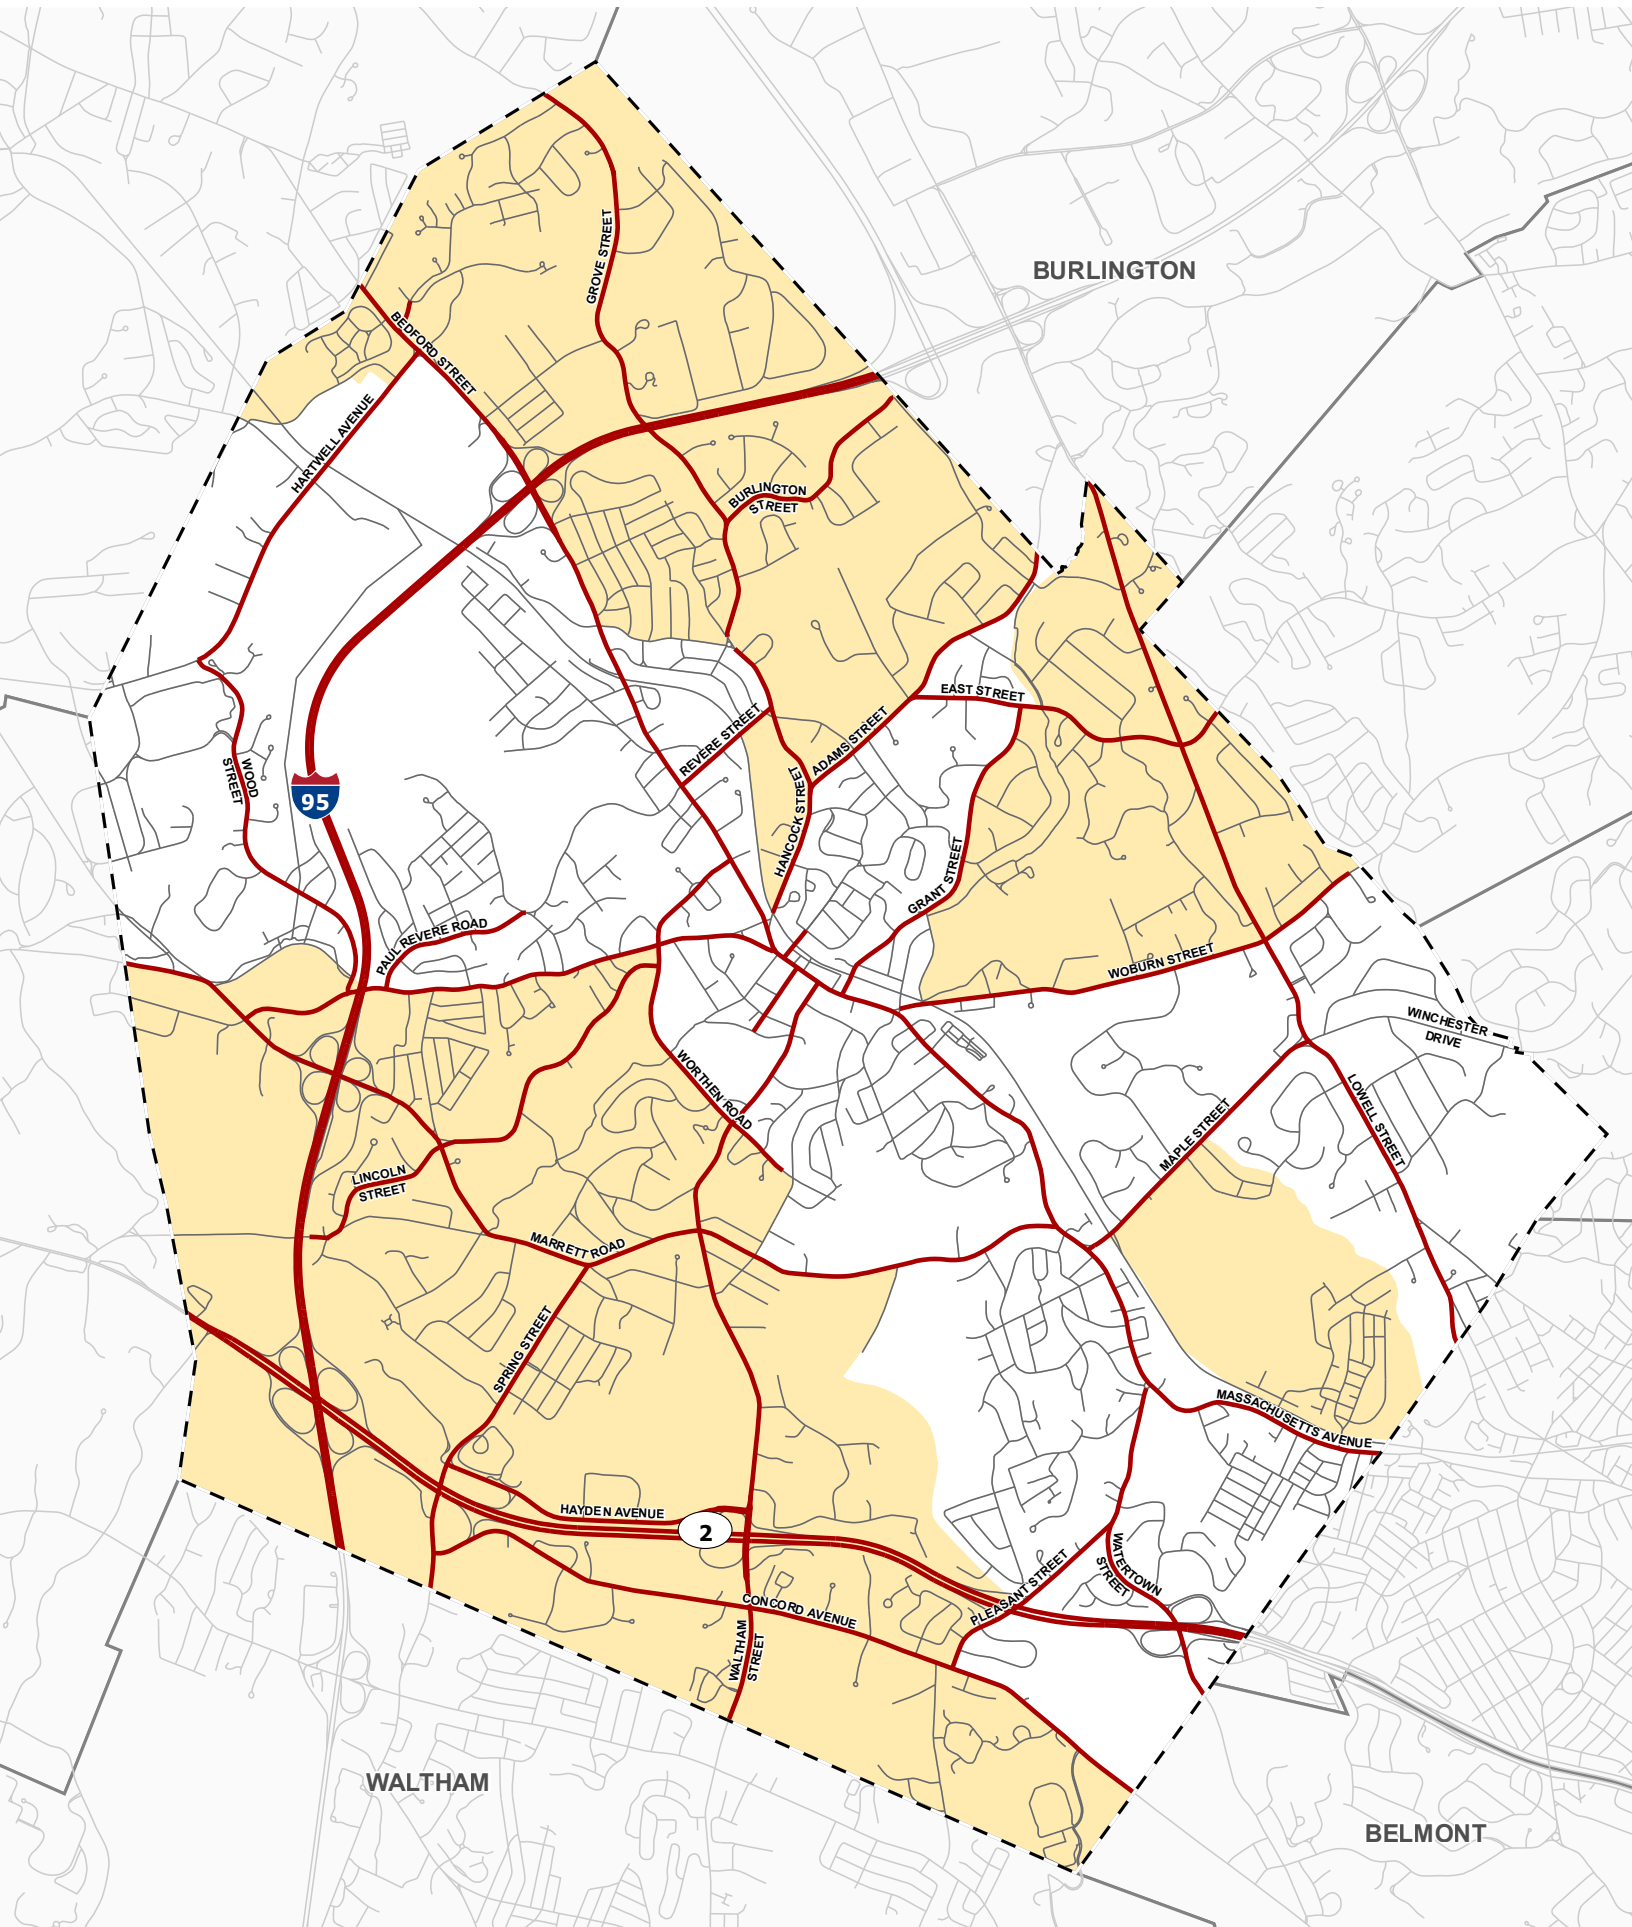 BURLINGTON
GROVE STREET
BEDFORD STREET
HARTWELL AVENUE
BURLINGTON
STREET
EAST STREET
REVERE STREET
ADAMS STREET
WOOD
STREET
95
HANCOCK STREET
GRANT STREET
PAUL REVERE ROAD
WOBURN STREET
WINCHESTER
DRIVE
WORTHEN ROAD
LOWELL STREET
MAPLE STREET
LINCOLN
STREET
MARRETT ROAD
SPRING STREET
MASSACHUSETTS AVENUE
HAYDEN AVENUE
2
WATERTOWN
STREET
PLEASANT STREET
CONCORD AVENUE
WALTHAM
STREET
WALTHAM
BELMONT